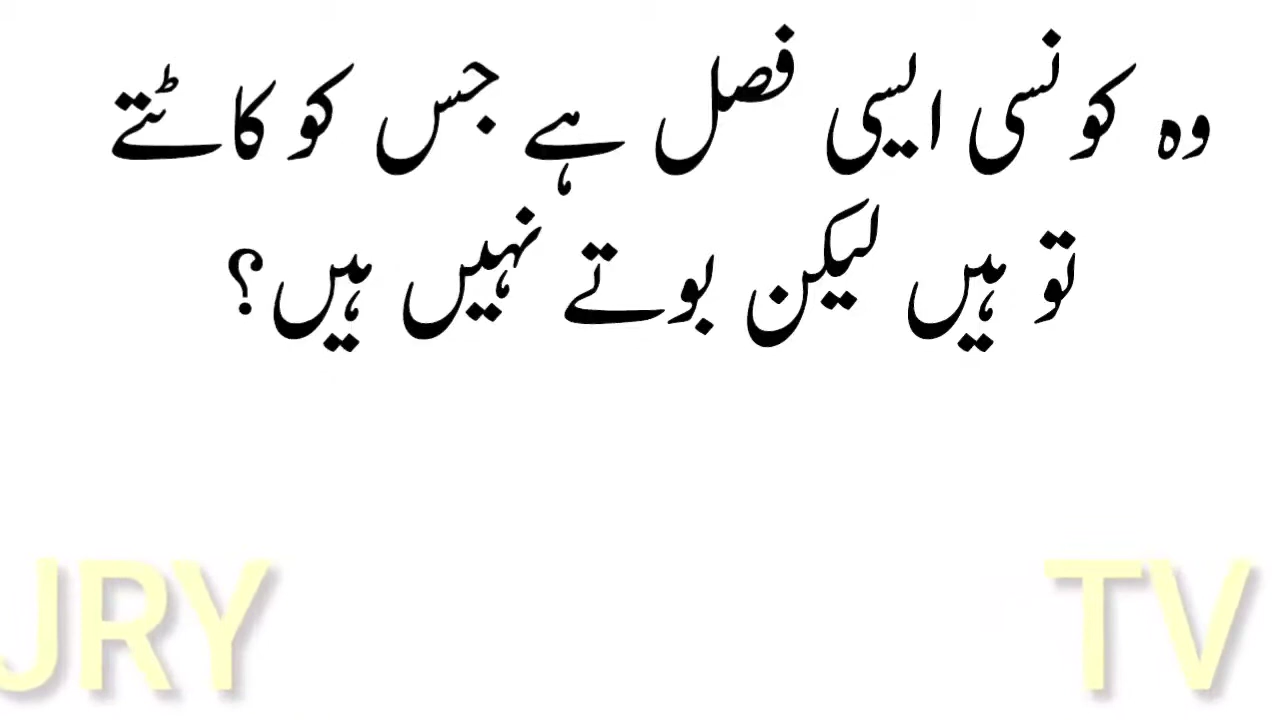 وہ کونسی ایسی فصل ہے جس کو کاٹتے
تو ہیں لیکن بوتے نہیں ہیں؟
JRY TV